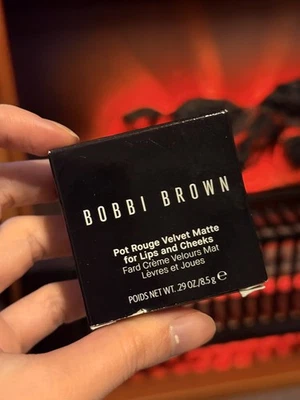 BOBBI BROWN
Pot Rouge Velvet Matte
for Lips and Cheeks
Fard Crème Velours Mat
Lèvres et Joues
POIDS NET WT. .29 OZ./8.5 g ℮